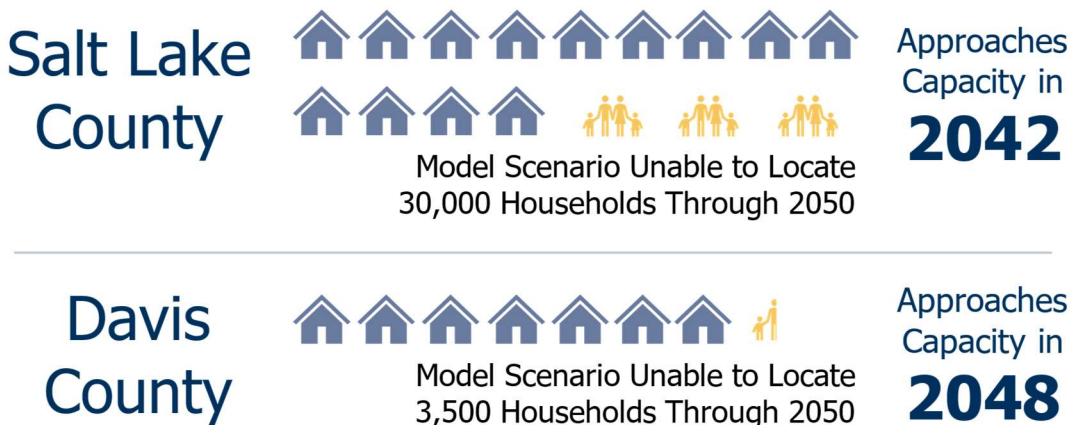 Salt Lake
County
Model Scenario Unable to Locate
30,000 Households Through 2050
Approaches
Capacity in
2042
Davis
County
Model Scenario Unable to Locate
3,500 Households Through 2050
Approaches
Capacity in
2048